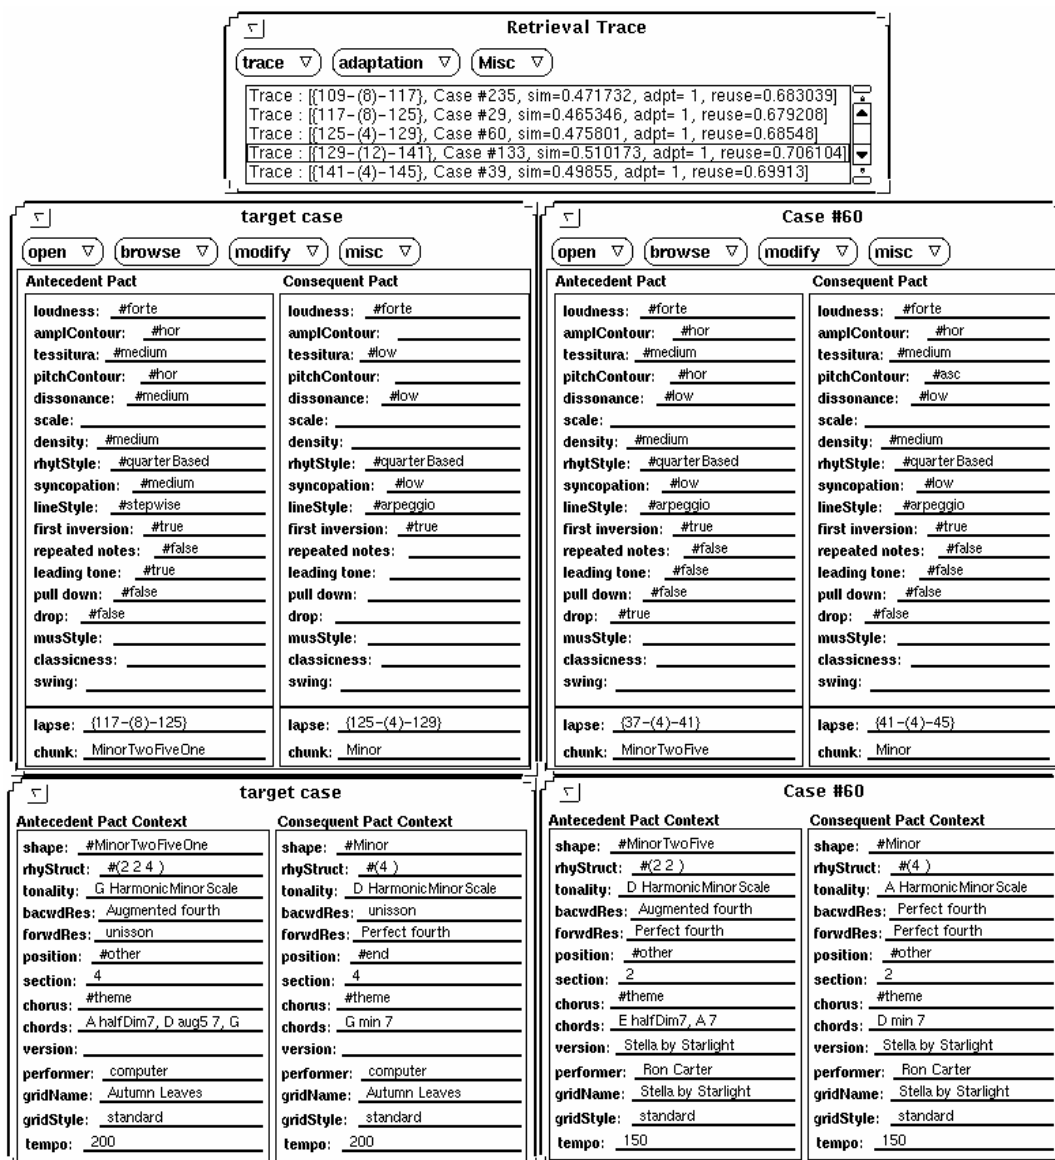 Retrieval Trace
trace ▽ adaptation ▽ Misc ▽
Trace : [{109-(8)-117}, Case #235, sim=0.471732, adpt= 1, reuse=0.683039]
Trace : [{117-(8)-125}, Case #29, sim=0.465346, adpt= 1, reuse=0.679208]
Trace : [{125-(4)-129}, Case #60, sim=0.475801, adpt= 1, reuse=0.68548]
Trace : [{129-(12)-141}, Case #133, sim=0.510173, adpt= 1, reuse=0.706104]
Trace : [{141-(4)-145}, Case #39, sim=0.49855, adpt= 1, reuse=0.69913]
target case
open ▽ browse ▽ modify ▽ misc ▽
Antecedent Pact
loudness: #forte
amplContour: #hor
tessitura: #medium
pitchContour: #hor
dissonance: #medium
scale:
density: #medium
rhytStyle: #quarterBased
syncopation: #medium
lineStyle: #stepwise
first inversion: #true
repeated notes: #false
leading tone: #true
pull down: #false
drop: #false
musStyle:
classicness:
swing:
lapse: {117-(8)-125}
chunk: MinorTwoFiveOne
Consequent Pact
loudness: #forte
amplContour:
tessitura: #low
pitchContour:
dissonance: #low
scale:
density:
rhytStyle: #quarterBased
syncopation: #low
lineStyle: #arpeggio
first inversion: #true
repeated notes:
leading tone:
pull down:
drop:
musStyle:
classicness:
swing:
lapse: {125-(4)-129}
chunk: Minor
Case #60
open ▽ browse ▽ modify ▽ misc ▽
Antecedent Pact
loudness: #forte
amplContour: #hor
tessitura: #medium
pitchContour: #hor
dissonance: #low
scale:
density: #medium
rhytStyle: #quarterBased
syncopation: #low
lineStyle: #arpeggio
first inversion: #true
repeated notes: #false
leading tone: #false
pull down: #false
drop: #true
musStyle:
classicness:
swing:
lapse: {37-(4)-41}
chunk: MinorTwoFive
Consequent Pact
loudness: #forte
amplContour: #hor
tessitura: #medium
pitchContour: #asc
dissonance: #low
scale:
density: #medium
rhytStyle: #quarterBased
syncopation: #low
lineStyle: #arpeggio
first inversion: #true
repeated notes: #false
leading tone: #false
pull down: #false
drop: #false
musStyle:
classicness:
swing:
lapse: {41-(4)-45}
chunk: Minor
target case
Antecedent Pact Context
shape: #MinorTwoFiveOne
rhyStruct: #(2 2 4 )
tonality: G HarmonicMinorScale
bacwdRes: Augmented fourth
forwdRes: unisson
position: #other
section: 4
chorus: #theme
chords: A halfDim7, D aug5 7, G
version:
performer: computer
gridName: Autumn Leaves
gridStyle: standard
tempo: 200
Consequent Pact Context
shape: #Minor
rhyStruct: #(4 )
tonality: D HarmonicMinorScale
bacwdRes: unisson
forwdRes: Perfect fourth
position: #end
section: 4
chorus: #theme
chords: G min 7
version:
performer: computer
gridName: Autumn Leaves
gridStyle: standard
tempo: 200
Case #60
Antecedent Pact Context
shape: #MinorTwoFive
rhyStruct: #(2 2 )
tonality: D HarmonicMinorScale
bacwdRes: Augmented fourth
forwdRes: Perfect fourth
position: #other
section: 2
chorus: #theme
chords: E halfDim7, A 7
version: Stella by Starlight
performer: Ron Carter
gridName: Stella by Starlight
gridStyle: standard
tempo: 150
Consequent Pact Context
shape: #Minor
rhyStruct: #(4 )
tonality: A HarmonicMinorScale
bacwdRes: Perfect fourth
forwdRes: Perfect fourth
position: #other
section: 2
chorus: #theme
chords: D min 7
version: Stella by Starlight
performer: Ron Carter
gridName: Stella by Starlight
gridStyle: standard
tempo: 150